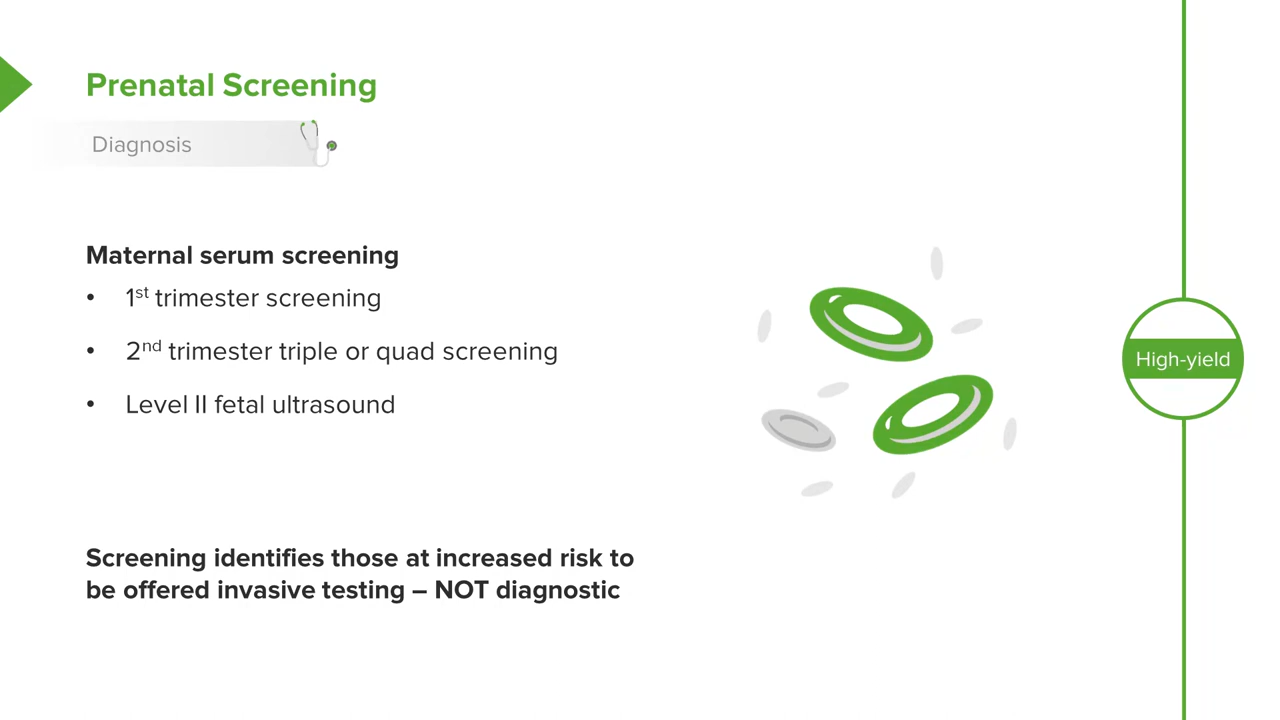 Prenatal Screening
Diagnosis
Maternal serum screening
• 1st trimester screening
• 2nd trimester triple or quad screening
• Level II fetal ultrasound
High-yield
Screening identifies those at increased risk to
be offered invasive testing – NOT diagnostic